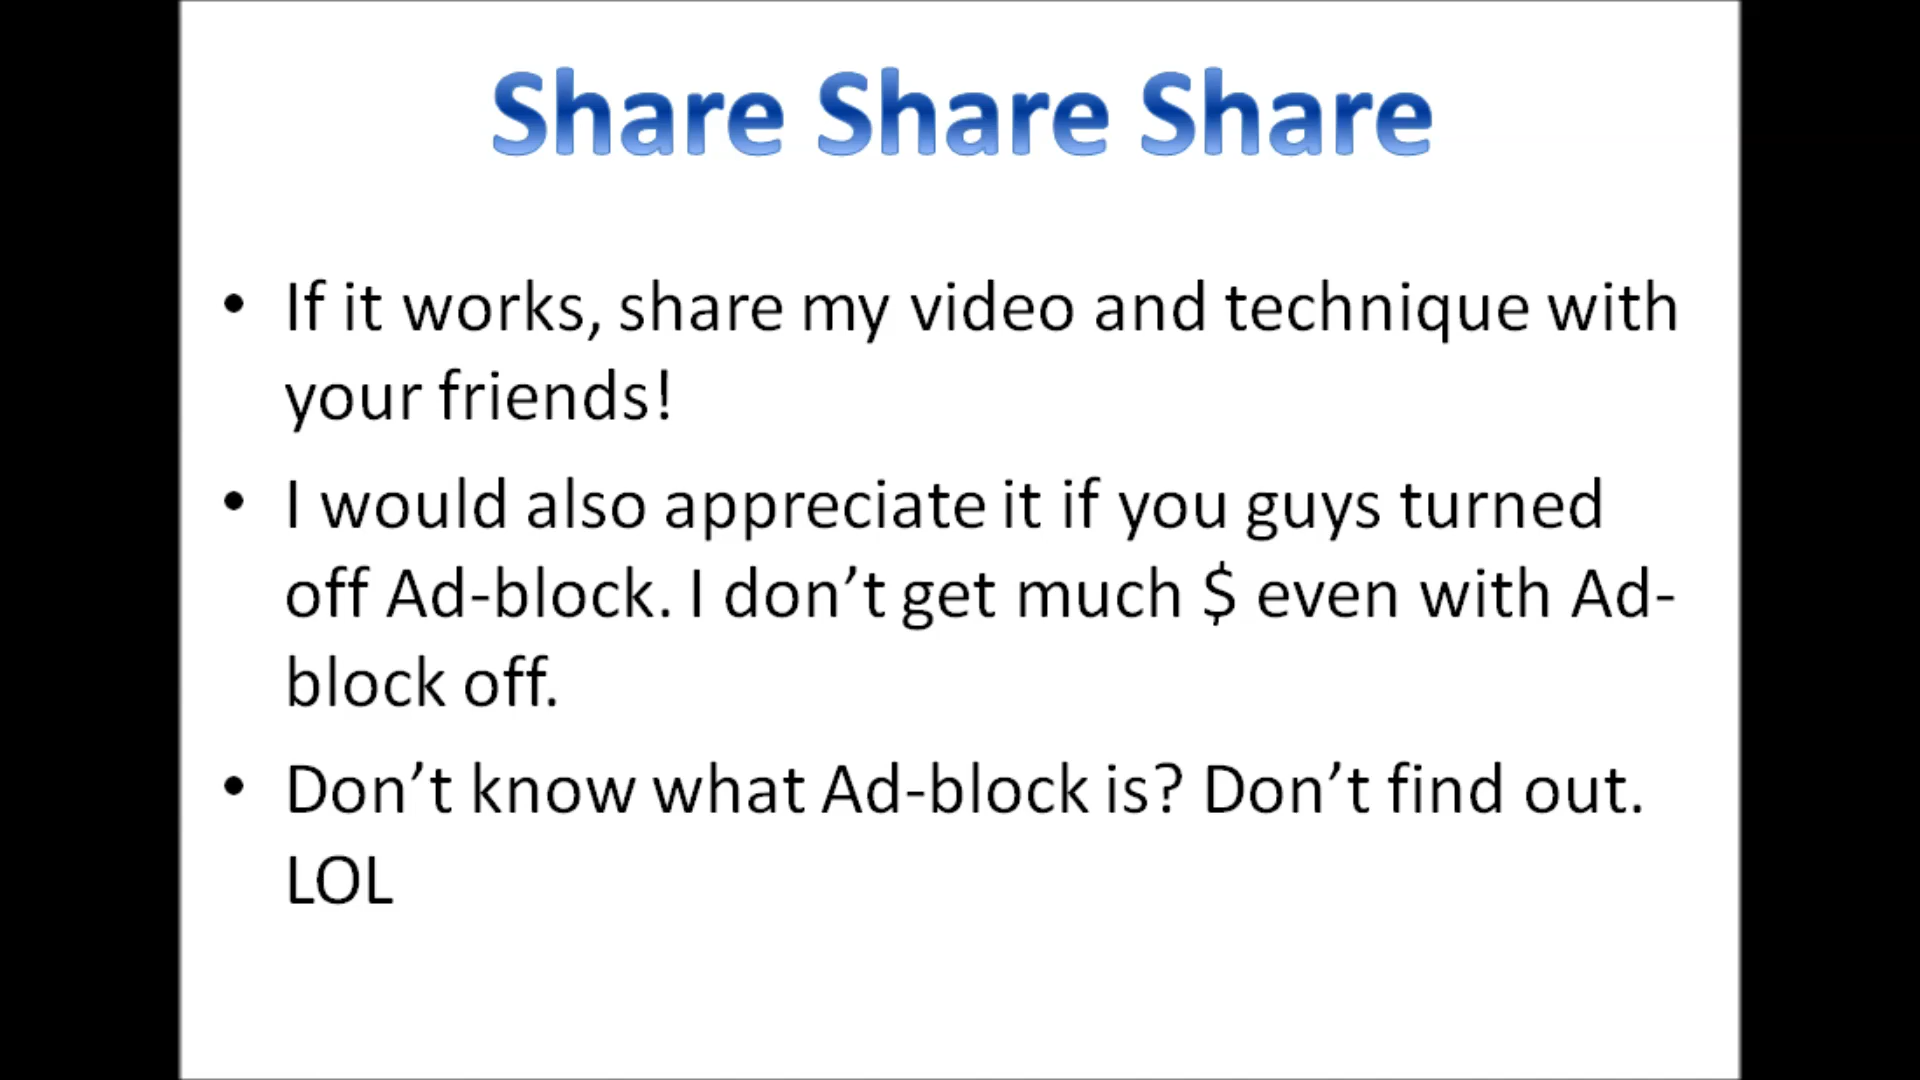 Share Share Share
• If it works, share my video and technique with
your friends!
• I would also appreciate it if you guys turned
off Ad-block. I don’t get much $ even with Ad-
block off.
• Don’t know what Ad-block is? Don’t find out.
LOL